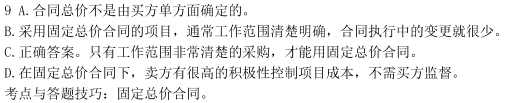 9 A.合同总价不是由买方单方面确定的。
B.采用固定总价合同的项目，通常工作范围清楚明确，合同执行中的变更就很少。
C.正确答案。只有工作范围非常清楚的采购，才能用固定总价合同。
D.在固定总价合同下，卖方有很高的积极性控制项目成本，不需买方监督。
考点与答题技巧：固定总价合同。